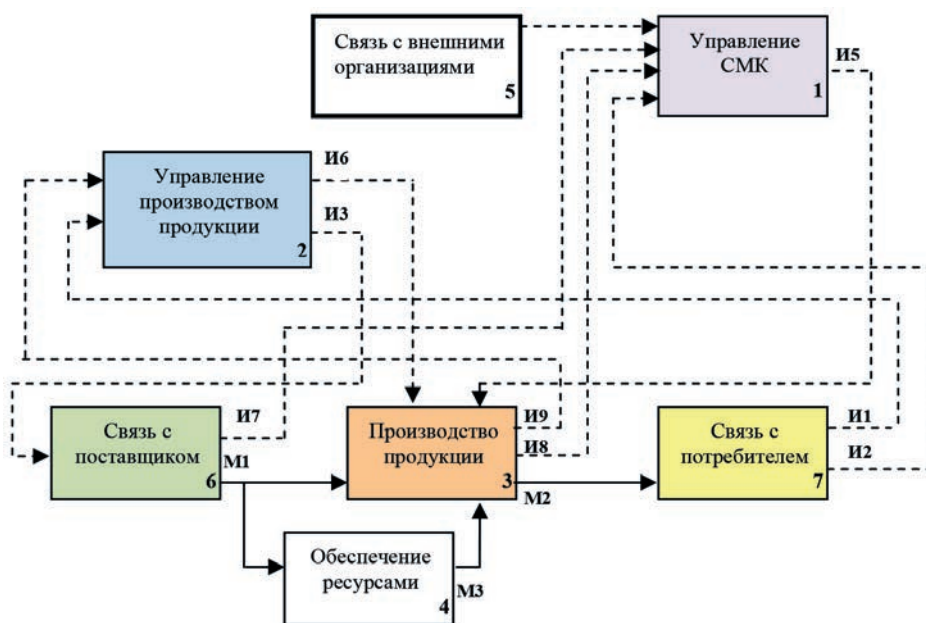 Связь с внешними
организациями
5
Управление
СМК
1
И5
Управление
производством
продукции
2
И6
И3
Связь с
поставщиком
6
И7
М1
Производство
продукции
3
И9
И8
М2
Связь с
потребителем
7
И1
И2
Обеспечение
ресурсами
4
М3